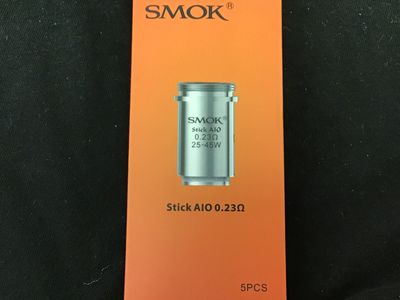 SMOK®
SMOK®
Stick AIO
0.23Ω
25-45W
Stick AIO 0.23Ω
5PCS